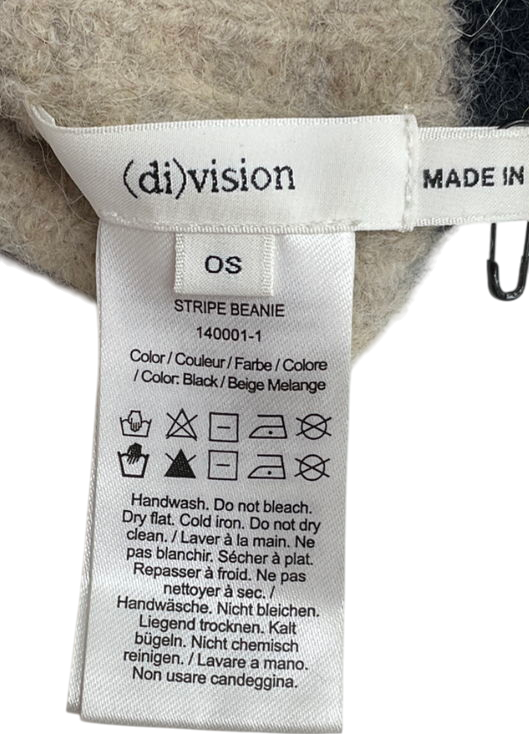 (di)vision
MADE IN
OS
STRIPE BEANIE
140001-1
Color / Couleur / Farbe / Colore
/ Color: Black / Beige Melange
Handwash. Do not bleach.
Dry flat. Cold iron. Do not dry
clean. / Laver à la main. Ne
pas blanchir. Sécher à plat.
Repasser à froid. Ne pas
nettoyer à sec. /
Handwäsche. Nicht bleichen.
Liegend trocknen. Kalt
bügeln. Nicht chemisch
reinigen. / Lavare a mano.
Non usare candeggina.